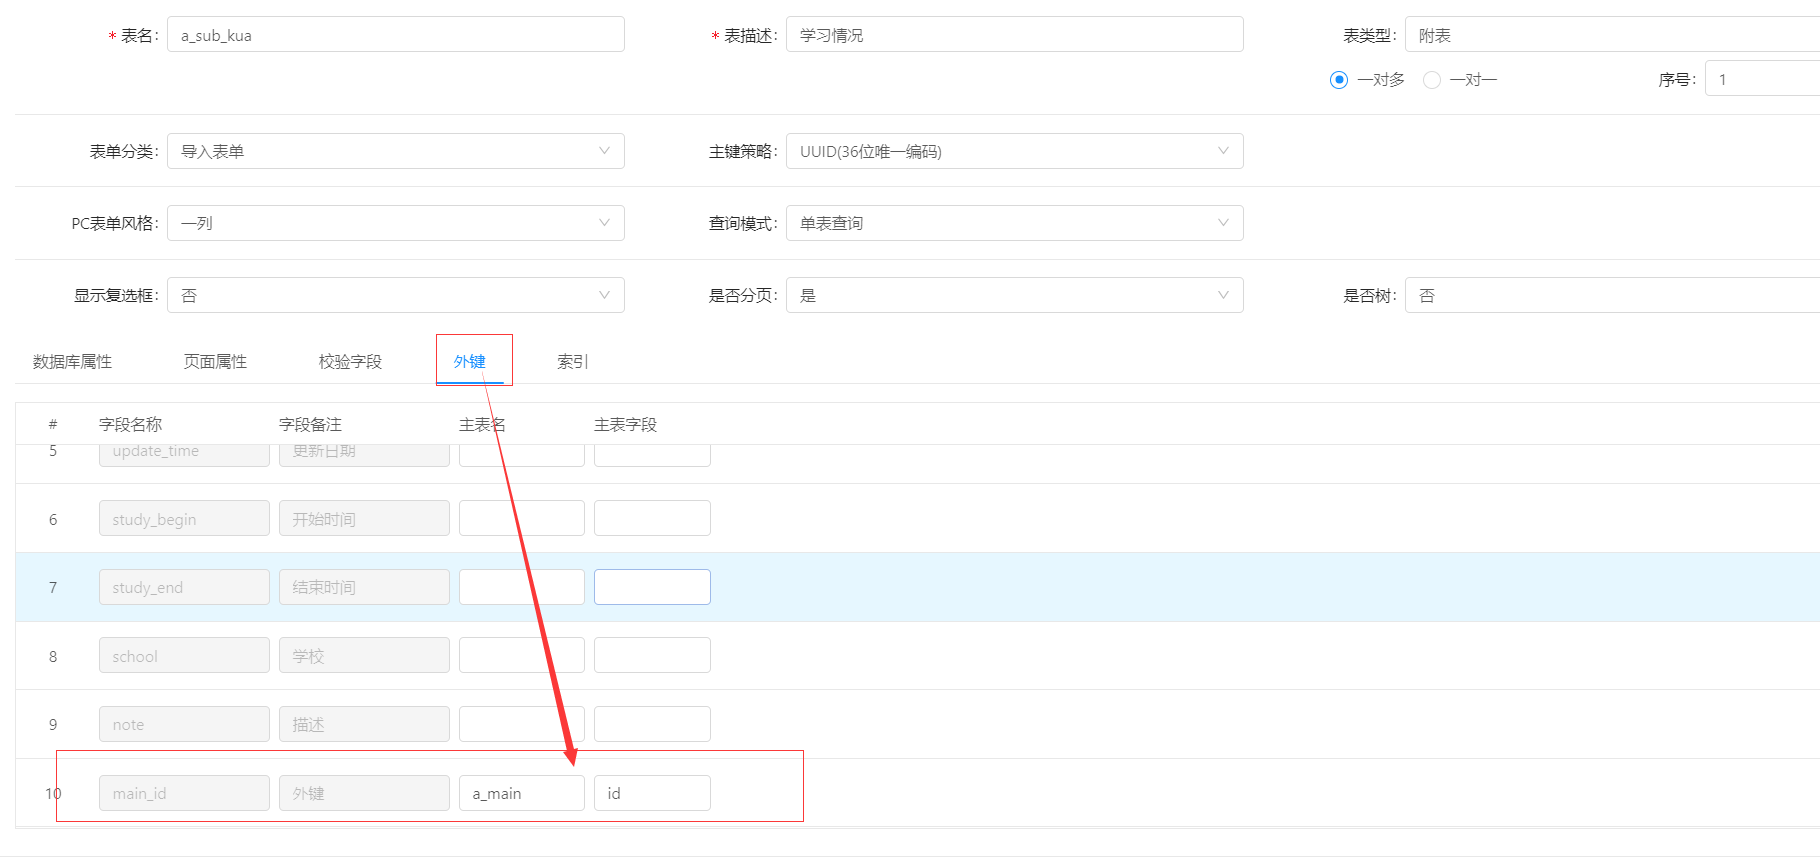 * 表名: a_sub_kua * 表描述: 学习情况 表类型: 附表
一对多 一对一 序号: 1
表单分类: 导入表单 主键策略: UUID(36位唯一编码)
PC表单风格: 一列 查询模式: 单表查询
显示复选框: 否 是否分页: 是 是否树: 否
数据库属性 页面属性 校验字段 外键 索引
# 字段名称 字段备注 主表名 主表字段
5 update_time 更新日期
6 study_begin 开始时间
7 study_end 结束时间
8 school 学校
9 note 描述
10 main_id 外键 a_main id